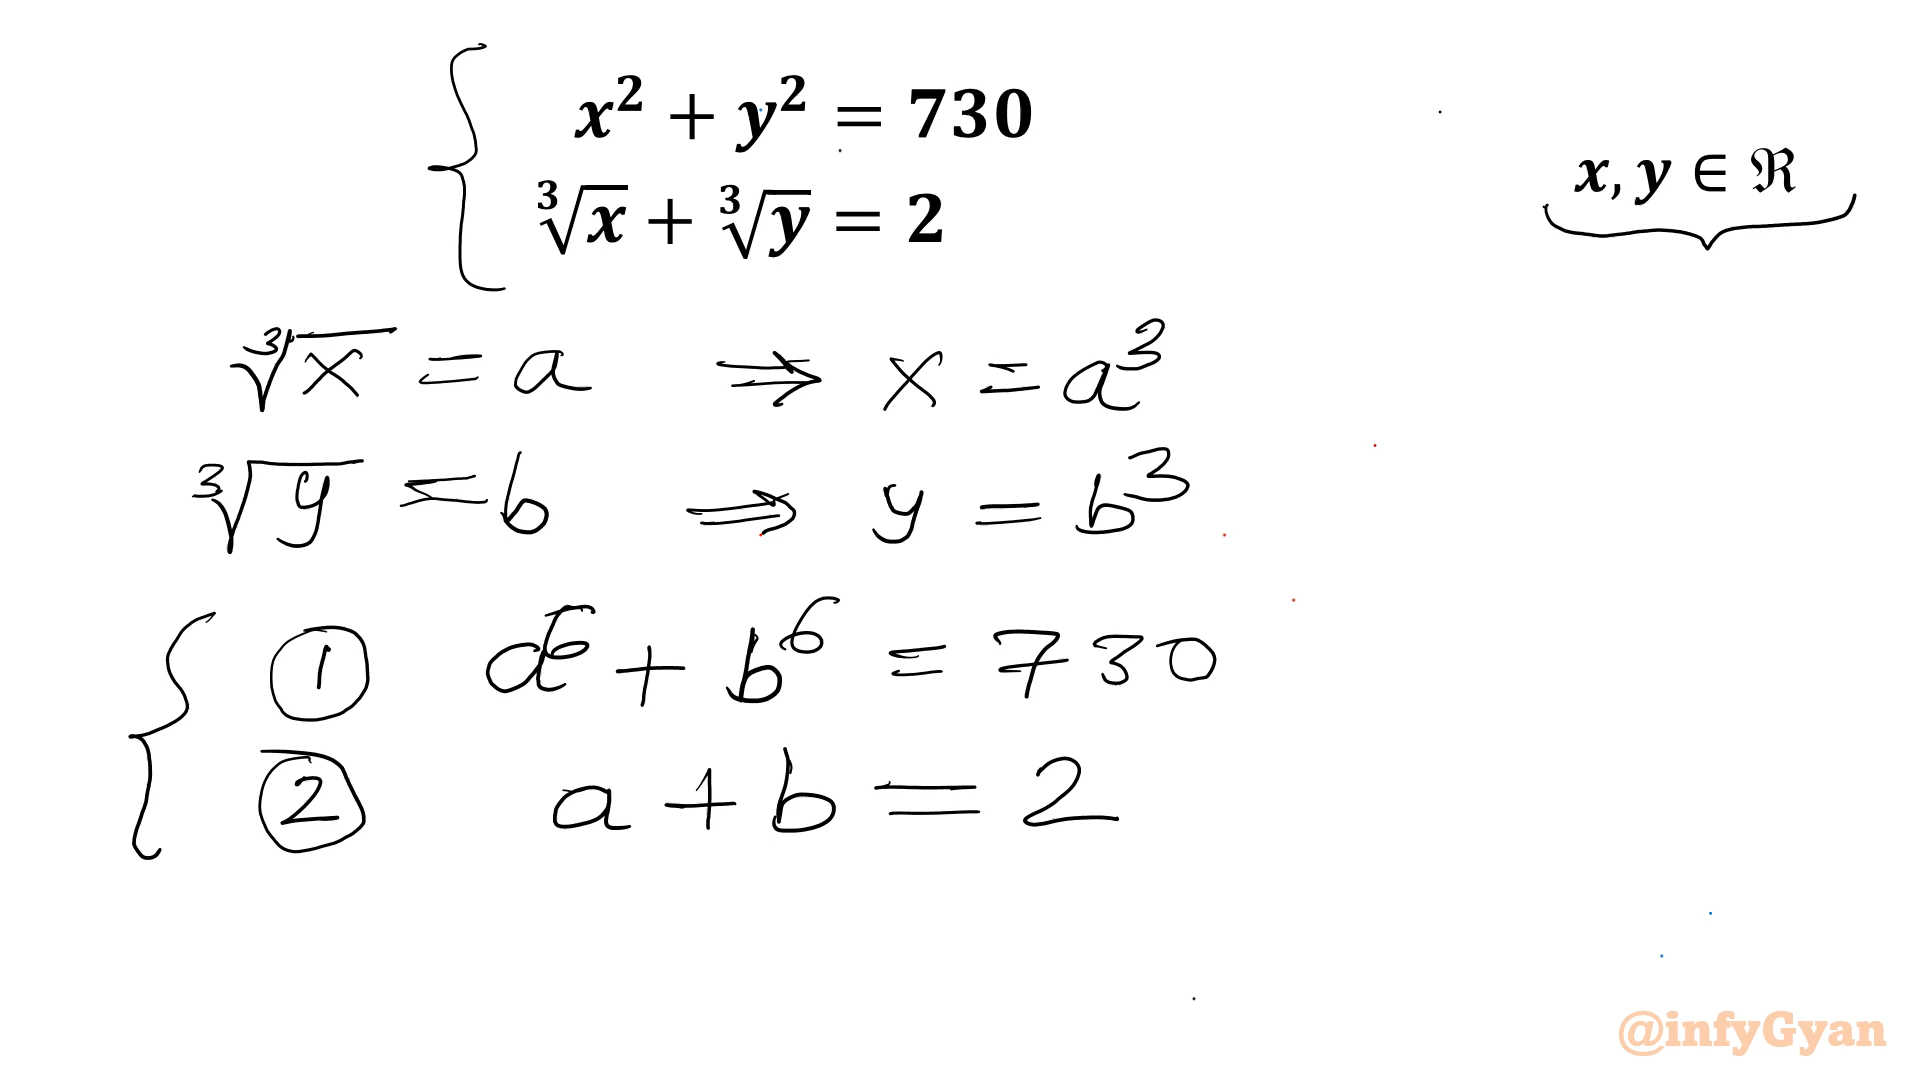 x² + y² = 730
∛x + ∛y = 2
x, y ∈ ℜ
∛x = a ⇒ x = a³
∛y = b ⇒ y = b³
① a⁶ + b⁶ = 730
② a + b = 2
@infyGyan